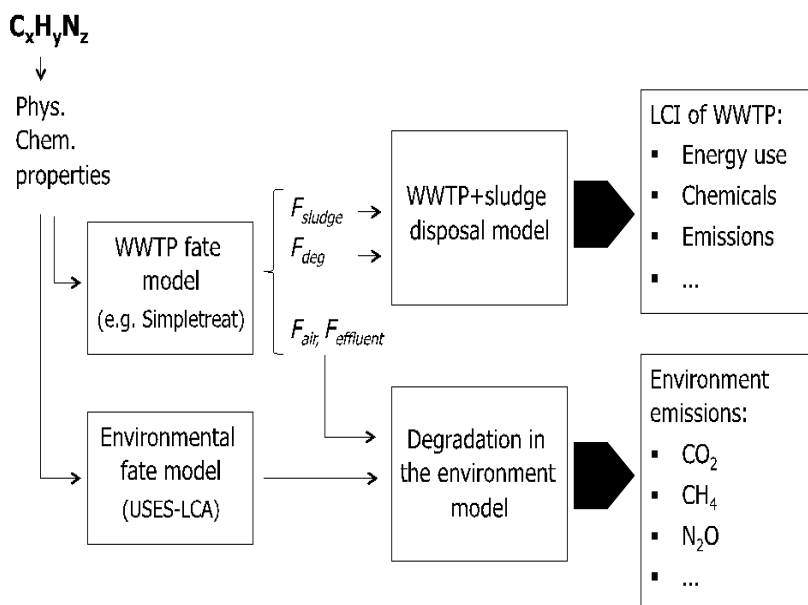 CxHyNz
Phys.
Chem.
properties
WWTP fate
model
(e.g. Simpletreat)
Fsludge
Fdeg
Fair, Feffluent
WWTP+sludge
disposal model
LCI of WWTP:
▪ Energy use
▪ Chemicals
▪ Emissions
▪ ...
Environmental
fate model
(USES-LCA)
Degradation in
the environment
model
Environment
emissions:
▪ CO2
▪ CH4
▪ N2O
▪ ...